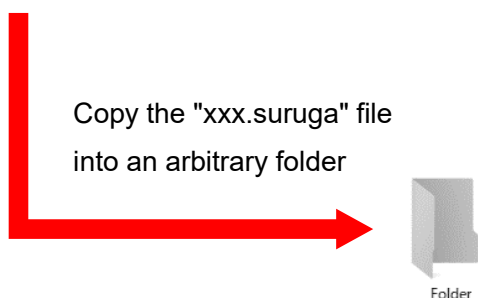 Copy the "xxx.suruga" file
into an arbitrary folder
Folder